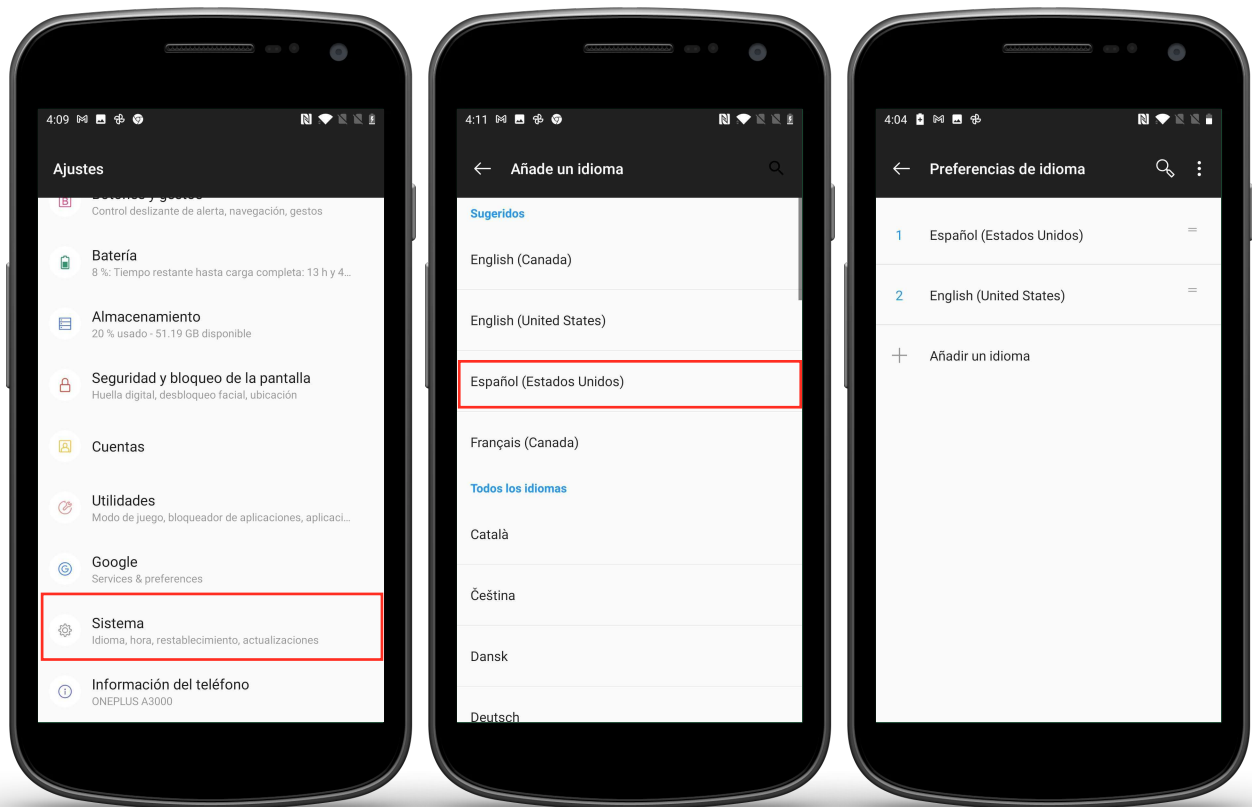 4:09
Ajustes
Botones y gestos
Control deslizante de alerta, navegación, gestos
Batería
8 %: Tiempo restante hasta carga completa: 13 h y 4...
Almacenamiento
20 % usado - 51.19 GB disponible
Seguridad y bloqueo de la pantalla
Huella digital, desbloqueo facial, ubicación
Cuentas
Utilidades
Modo de juego, bloqueador de aplicaciones, aplicaci...
Google
Services & preferences
Sistema
Idioma, hora, restablecimiento, actualizaciones
Información del teléfono
ONEPLUS A3000
4:11
Añade un idioma
Sugeridos
English (Canada)
English (United States)
Español (Estados Unidos)
Français (Canada)
Todos los idiomas
Català
Čeština
Dansk
Deutsch
4:04
Preferencias de idioma
1 Español (Estados Unidos)
2 English (United States)
Añadir un idioma